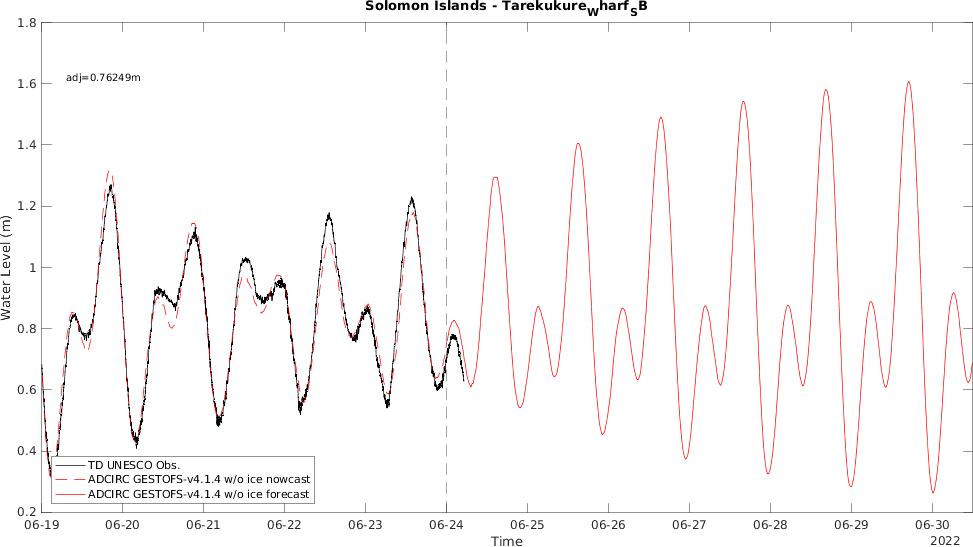 Solomon Islands - TarekukureWharfSB
adj=0.76249m
Water Level (m)
1.8
1.6
1.4
1.2
1
0.8
0.6
0.4
0.2
TD UNESCO Obs.
ADCIRC GESTOFS-v4.1.4 w/o ice nowcast
ADCIRC GESTOFS-v4.1.4 w/o ice forecast
06-19 06-20 06-21 06-22 06-23 06-24 06-25 06-26 06-27 06-28 06-29 06-30
Time
2022